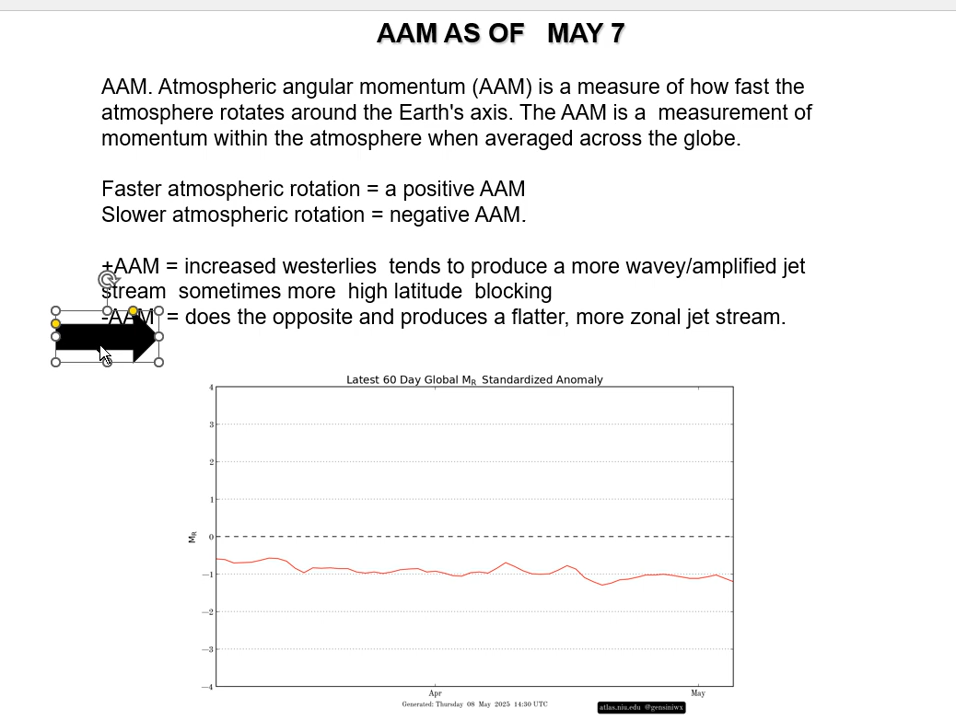 AAM AS OF MAY 7
AAM. Atmospheric angular momentum (AAM) is a measure of how fast the
atmosphere rotates around the Earth's axis. The AAM is a measurement of
momentum within the atmosphere when averaged across the globe.
Faster atmospheric rotation = a positive AAM
Slower atmospheric rotation = negative AAM.
+AAM = increased westerlies tends to produce a more wavey/amplified jet
stream sometimes more high latitude blocking
-AAM = does the opposite and produces a flatter, more zonal jet stream.
Latest 60 Day Global MR Standardized Anomaly
4
3
2
1
0
−1
−2
−3
−4
MR
Apr
May
Generated: Thursday 08 May 2025 14:30 UTC
atlas.niu.edu @gensiniwx